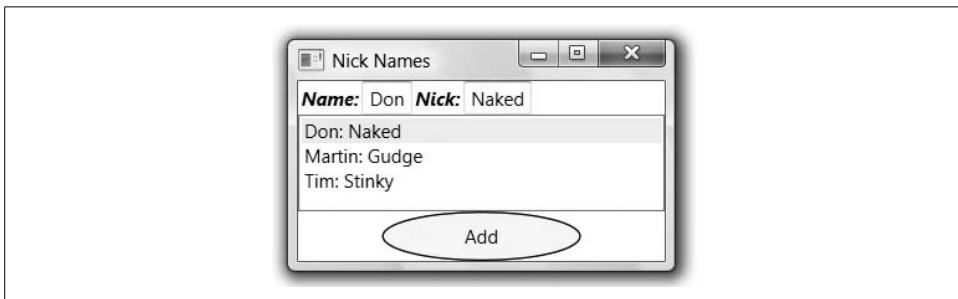 Nick Names
Name: Don Nick: Naked
Don: Naked
Martin: Gudge
Tim: Stinky
Add